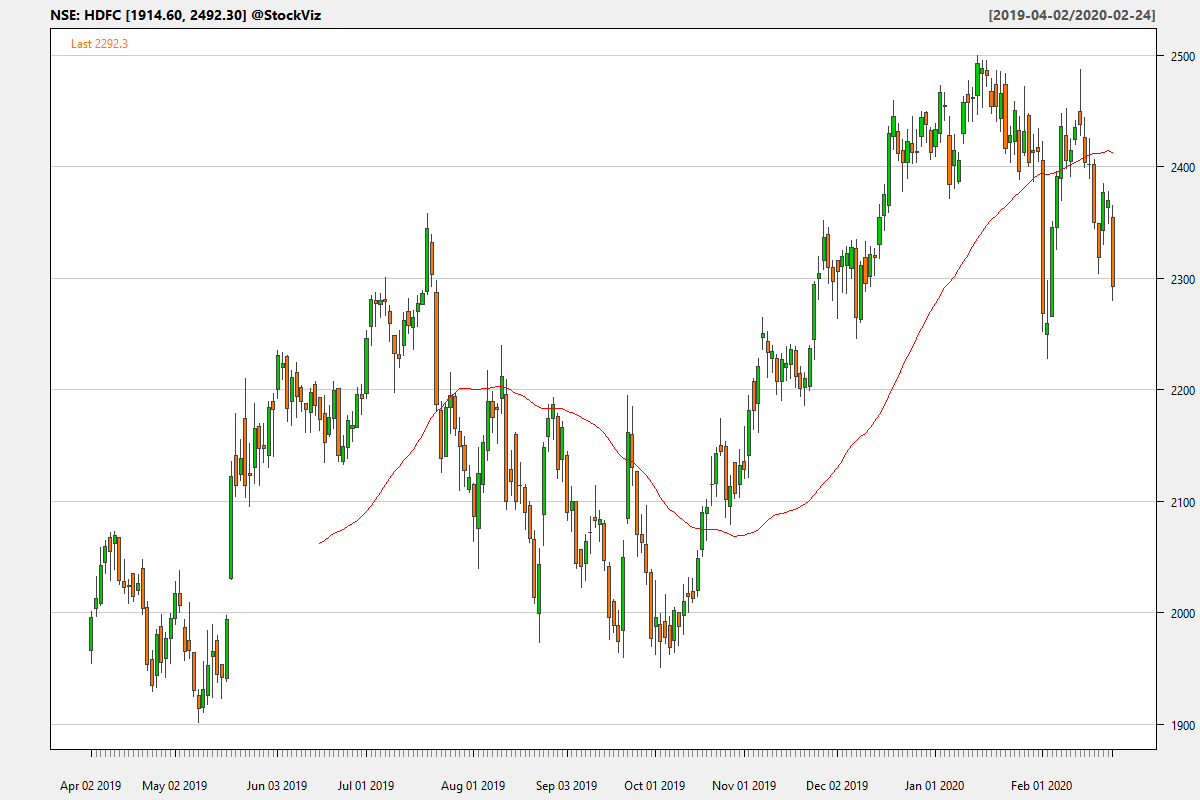 NSE: HDFC [1914.60, 2492.30] @StockViz
[2019-04-02/2020-02-24]
Last 2292.3
2500
2400
2300
2200
2100
2000
1900
Apr 02 2019 May 02 2019 Jun 03 2019 Jul 01 2019 Aug 01 2019 Sep 03 2019 Oct 01 2019 Nov 01 2019 Dec 02 2019 Jan 01 2020 Feb 01 2020